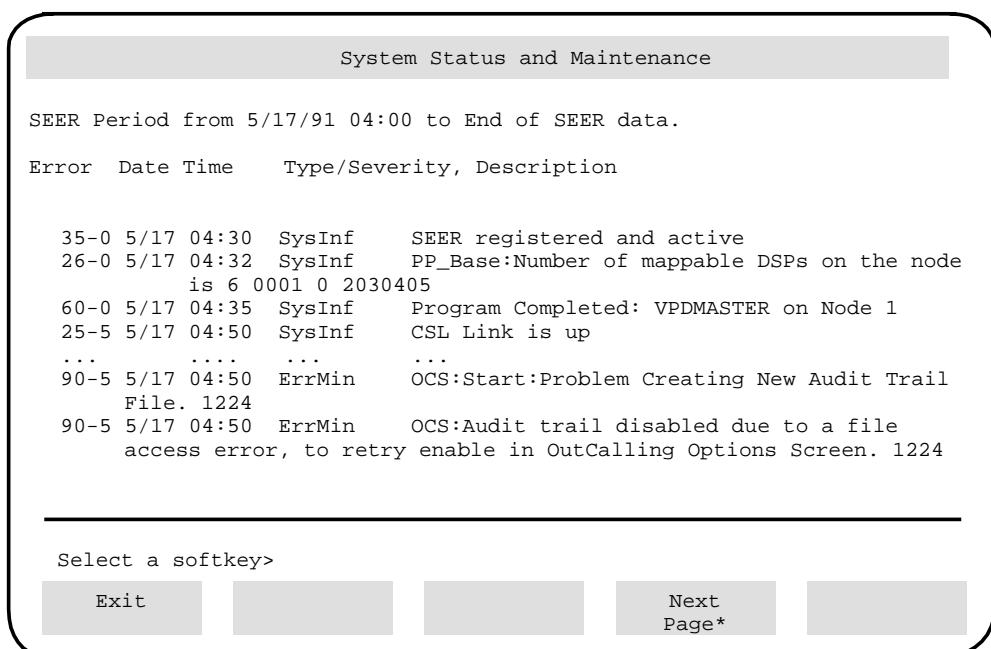 System Status and Maintenance
SEER Period from 5/17/91 04:00 to End of SEER data.
Error Date Time Type/Severity, Description
35-0 5/17 04:30 SysInf SEER registered and active
26-0 5/17 04:32 SysInf PP_Base:Number of mappable DSPs on the node
is 6 0001 0 2030405
60-0 5/17 04:35 SysInf Program Completed: VPDMASTER on Node 1
25-5 5/17 04:50 SysInf CSL Link is up
... .... ... ...
90-5 5/17 04:50 ErrMin OCS:Start:Problem Creating New Audit Trail
File. 1224
90-5 5/17 04:50 ErrMin OCS:Audit trail disabled due to a file
access error, to retry enable in OutCalling Options Screen. 1224
Select a softkey>
Exit
Next
Page*